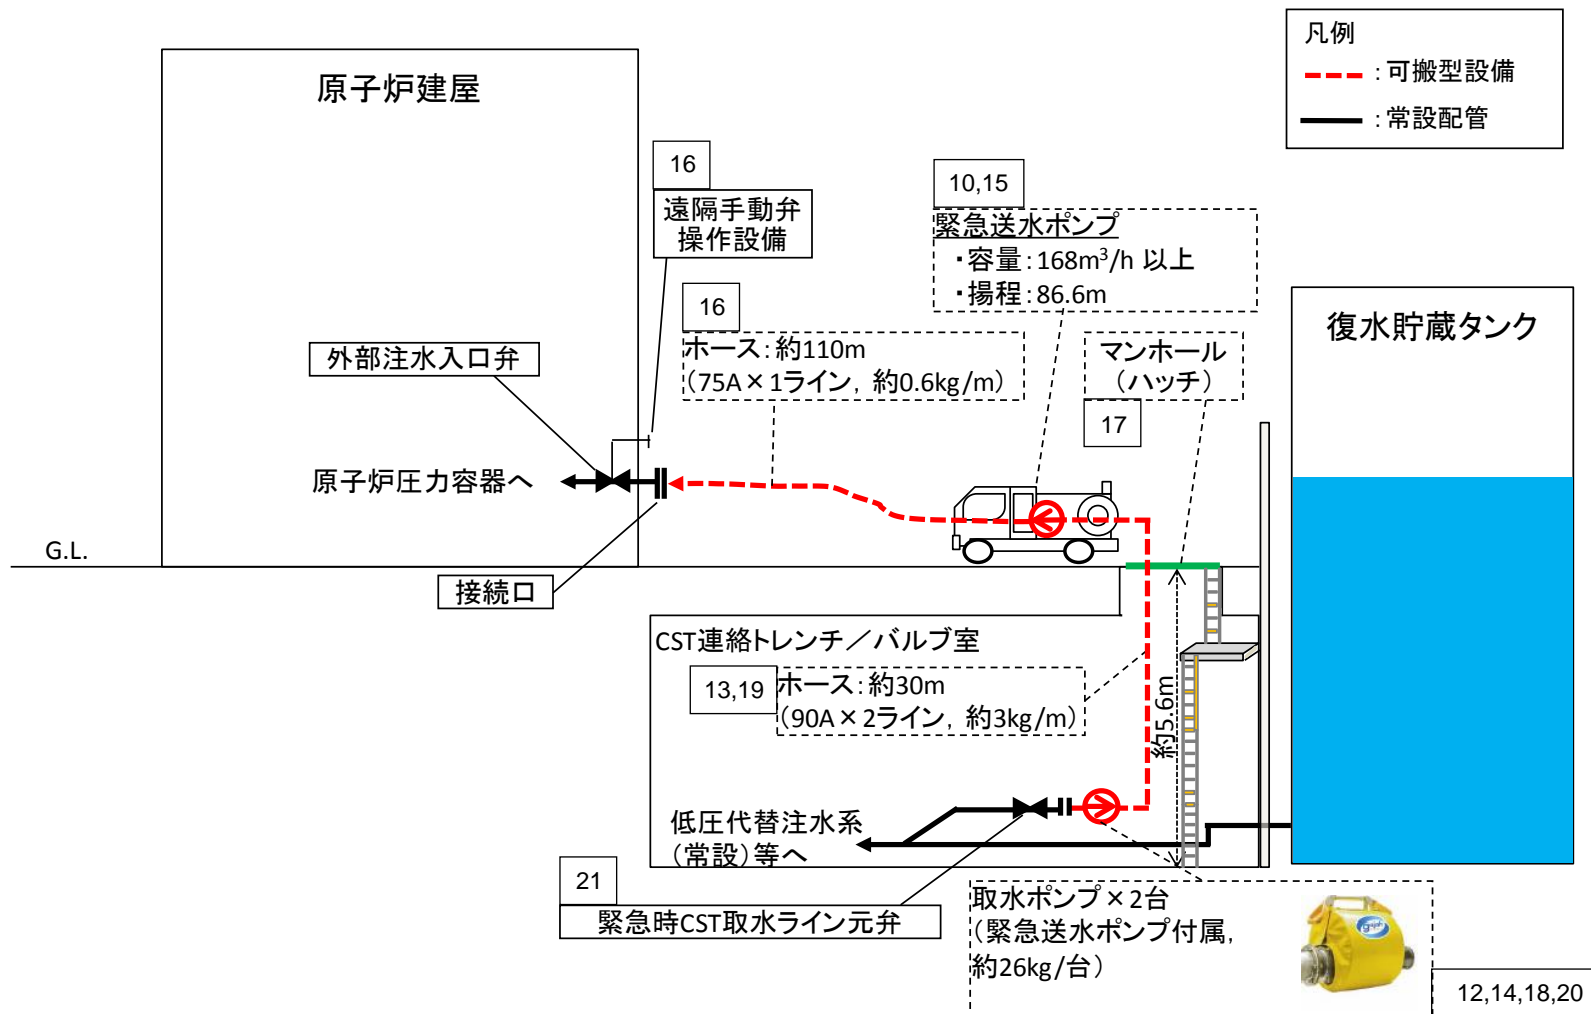 凡例
：可搬型設備
：常設配管
原子炉建屋
16
遠隔手動弁
操作設備
10,15
緊急送水ポンプ
・容量：168m³/h 以上
・揚程：86.6m
16
ホース：約110m
（75A×1ライン，約0.6kg/m）
マンホール
（ハッチ）
17
復水貯蔵タンク
外部注水入口弁
原子炉圧力容器へ
G.L.
接続口
CST連絡トレンチ／バルブ室
13,19
ホース：約30m
（90A×2ライン，約3kg/m）
約5.6m
低圧代替注水系
（常設）等へ
21
緊急時CST取水ライン元弁
取水ポンプ×2台
（緊急送水ポンプ付属，
約26kg/台）
12,14,18,20